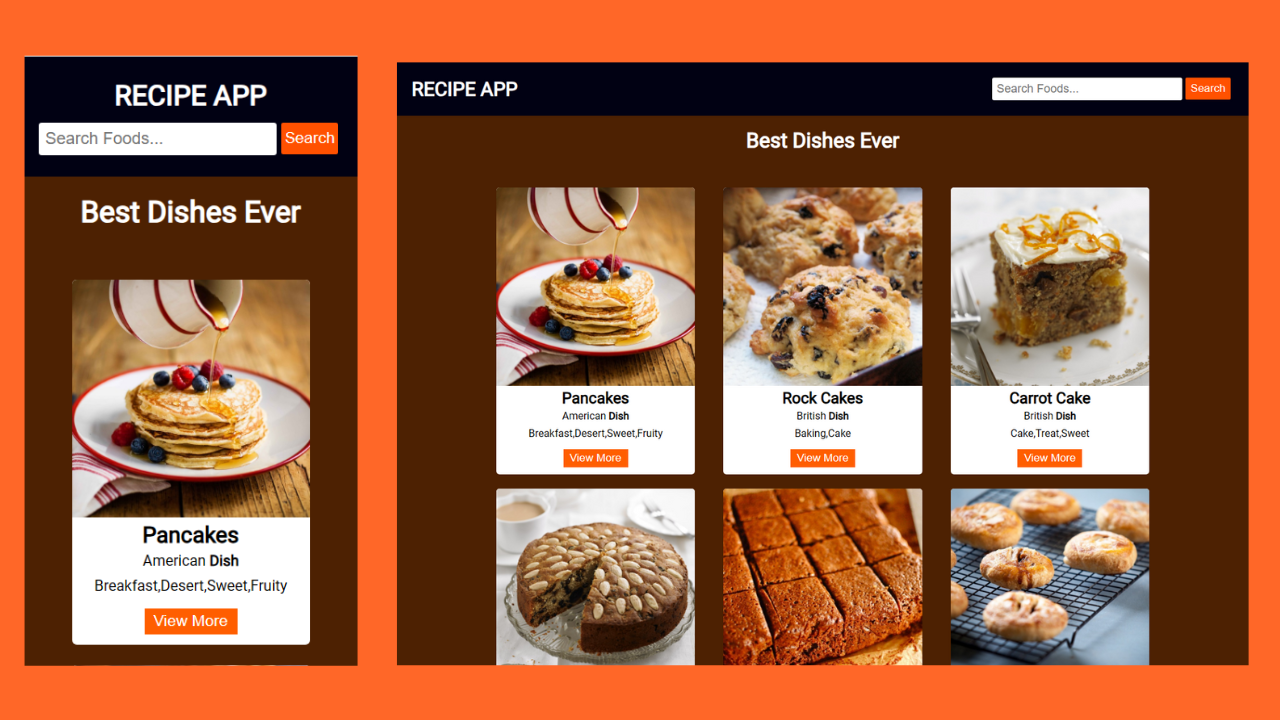 RECIPE APP
Search Foods...
Search
Best Dishes Ever
Pancakes
American Dish
Breakfast,Desert,Sweet,Fruity
View More
RECIPE APP
Search Foods...
Search
Best Dishes Ever
Pancakes
American Dish
Breakfast,Desert,Sweet,Fruity
View More
Rock Cakes
British Dish
Baking,Cake
View More
Carrot Cake
British Dish
Cake,Treat,Sweet
View More